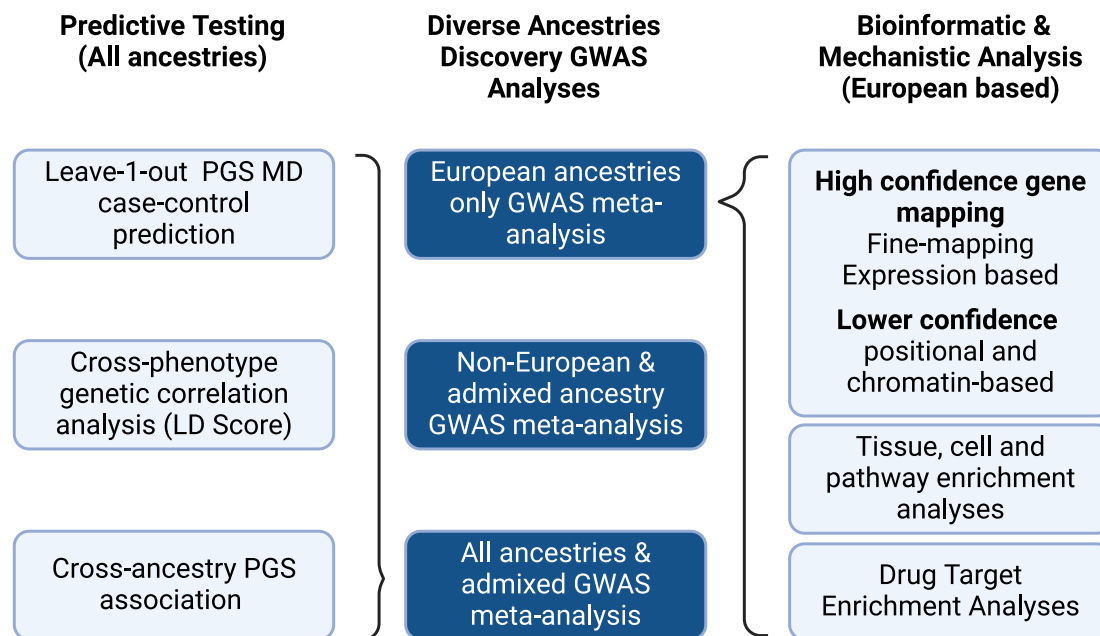 Predictive Testing
(All ancestries)
Leave-1-out PGS MD
case-control
prediction
Cross-phenotype
genetic correlation
analysis (LD Score)
Cross-ancestry PGS
association
Diverse Ancestries
Discovery GWAS
Analyses
European ancestries
only GWAS meta-
analysis
Non-European &
admixed ancestry
GWAS meta-analysis
All ancestries &
admixed GWAS
meta-analysis
Bioinformatic &
Mechanistic Analysis
(European based)
High confidence gene
mapping
Fine-mapping
Expression based
Lower confidence
positional and
chromatin-based
Tissue, cell and
pathway enrichment
analyses
Drug Target
Enrichment Analyses